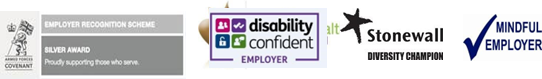 EMPLOYER RECOGNITION SCHEME
SILVER AWARD
Proudly supporting those who serve.
ARMED FORCES
COVENANT
disability
confident
EMPLOYER
alt
Stonewall
DIVERSITY CHAMPION
MINDFUL
EMPLOYER